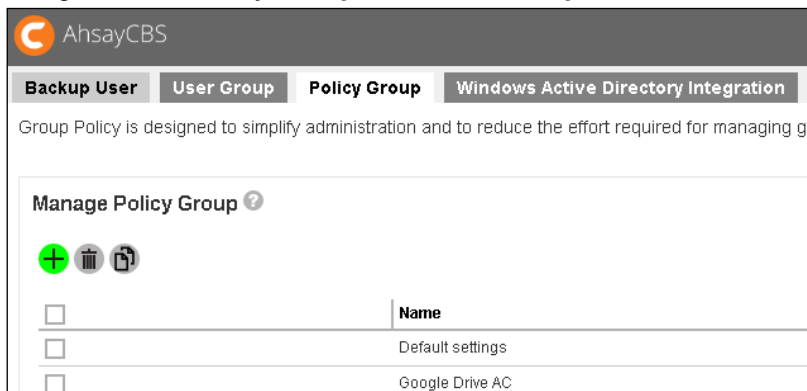 AhsayCBS
Backup User User Group Policy Group Windows Active Directory Integration
Group Policy is designed to simplify administration and to reduce the effort required for managing g
Manage Policy Group ?
Name
Default settings
Google Drive AC